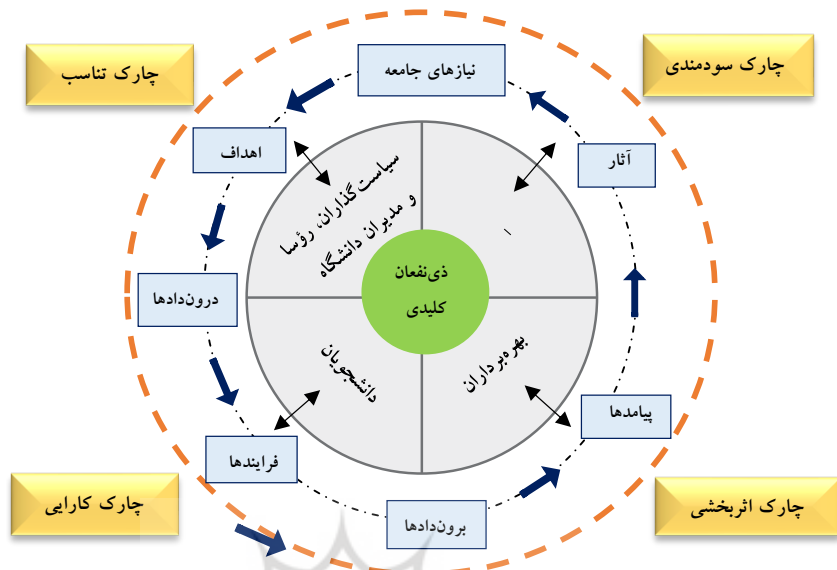 چارک سودمندی
چارک تناسب
نیازهای جامعه
آثار
اهداف
سیاست‌گذاران، رؤسا
و مدیران دانشگاه
ا
ذی‌نفعان
کلیدی
درون‌دادها
بهره‌برداران
دانشجویان
پیامدها
فرایندها
برون‌دادها
چارک اثربخشی
چارک کارایی